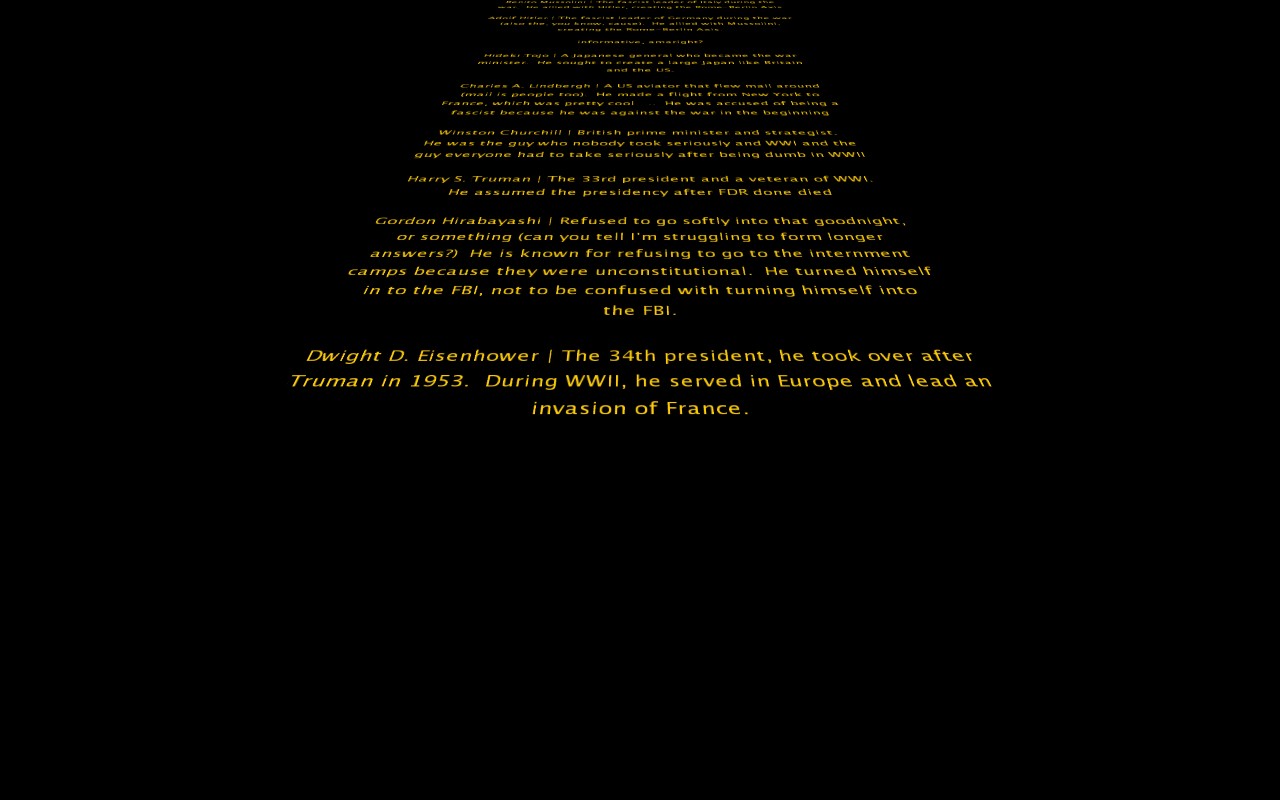 Benito Mussolini | The fascist leader of Italy during the
war. He allied with Hitler, creating the Rome-Berlin Axis
Adolf Hitler | The fascist leader of Germany during the war
(also the, you know, cause). He allied with Mussolini,
creating the Rome-Berlin Axis
informative, amaright?
Hideki Tojo | A Japanese general who became the war
minister. He sought to create a large Japan like Britain
and the US.
Charles A. Lindbergh | A US aviator that flew mail around
(mail is people too). He made a flight from New York to
France, which was pretty cool He was accused of being a
fascist because he was against the war in the beginning
Winston Churchill | British prime minister and strategist.
He was the guy who nobody took seriously and WWI and the
guy everyone had to take seriously after being dumb in WWII
Harry S. Truman | The 33rd president and a veteran of WWI.
He assumed the presidency after FDR done died
Gordon Hirabayashi | Refused to go softly into that goodnight,
or something (can you tell I'm struggling to form longer
answers?) He is known for refusing to go to the internment
camps because they were unconstitutional. He turned himself
in to the FBI, not to be confused with turning himself into
the FBI.
Dwight D. Eisenhower | The 34th president, he took over after
Truman in 1953. During WWII, he served in Europe and lead an
invasion of France.